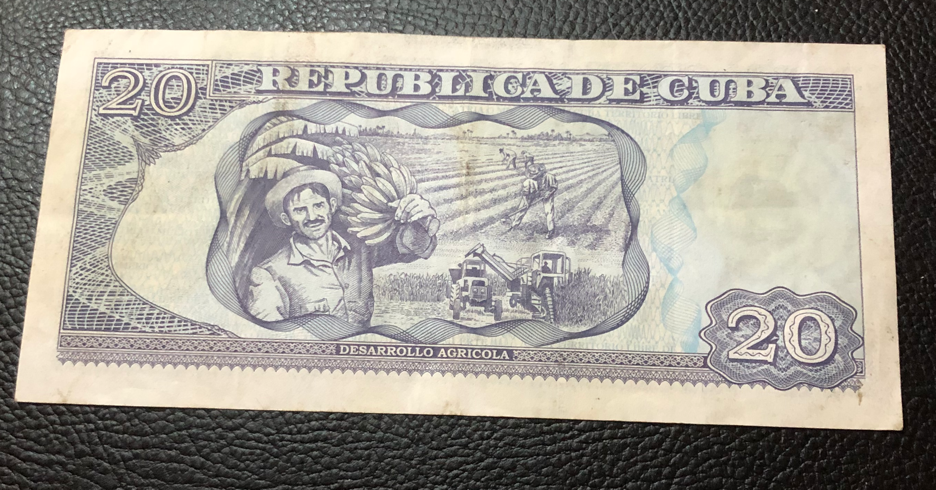 20
REPUBLICA DE CUBA
DESARROLLO AGRICOLA
20